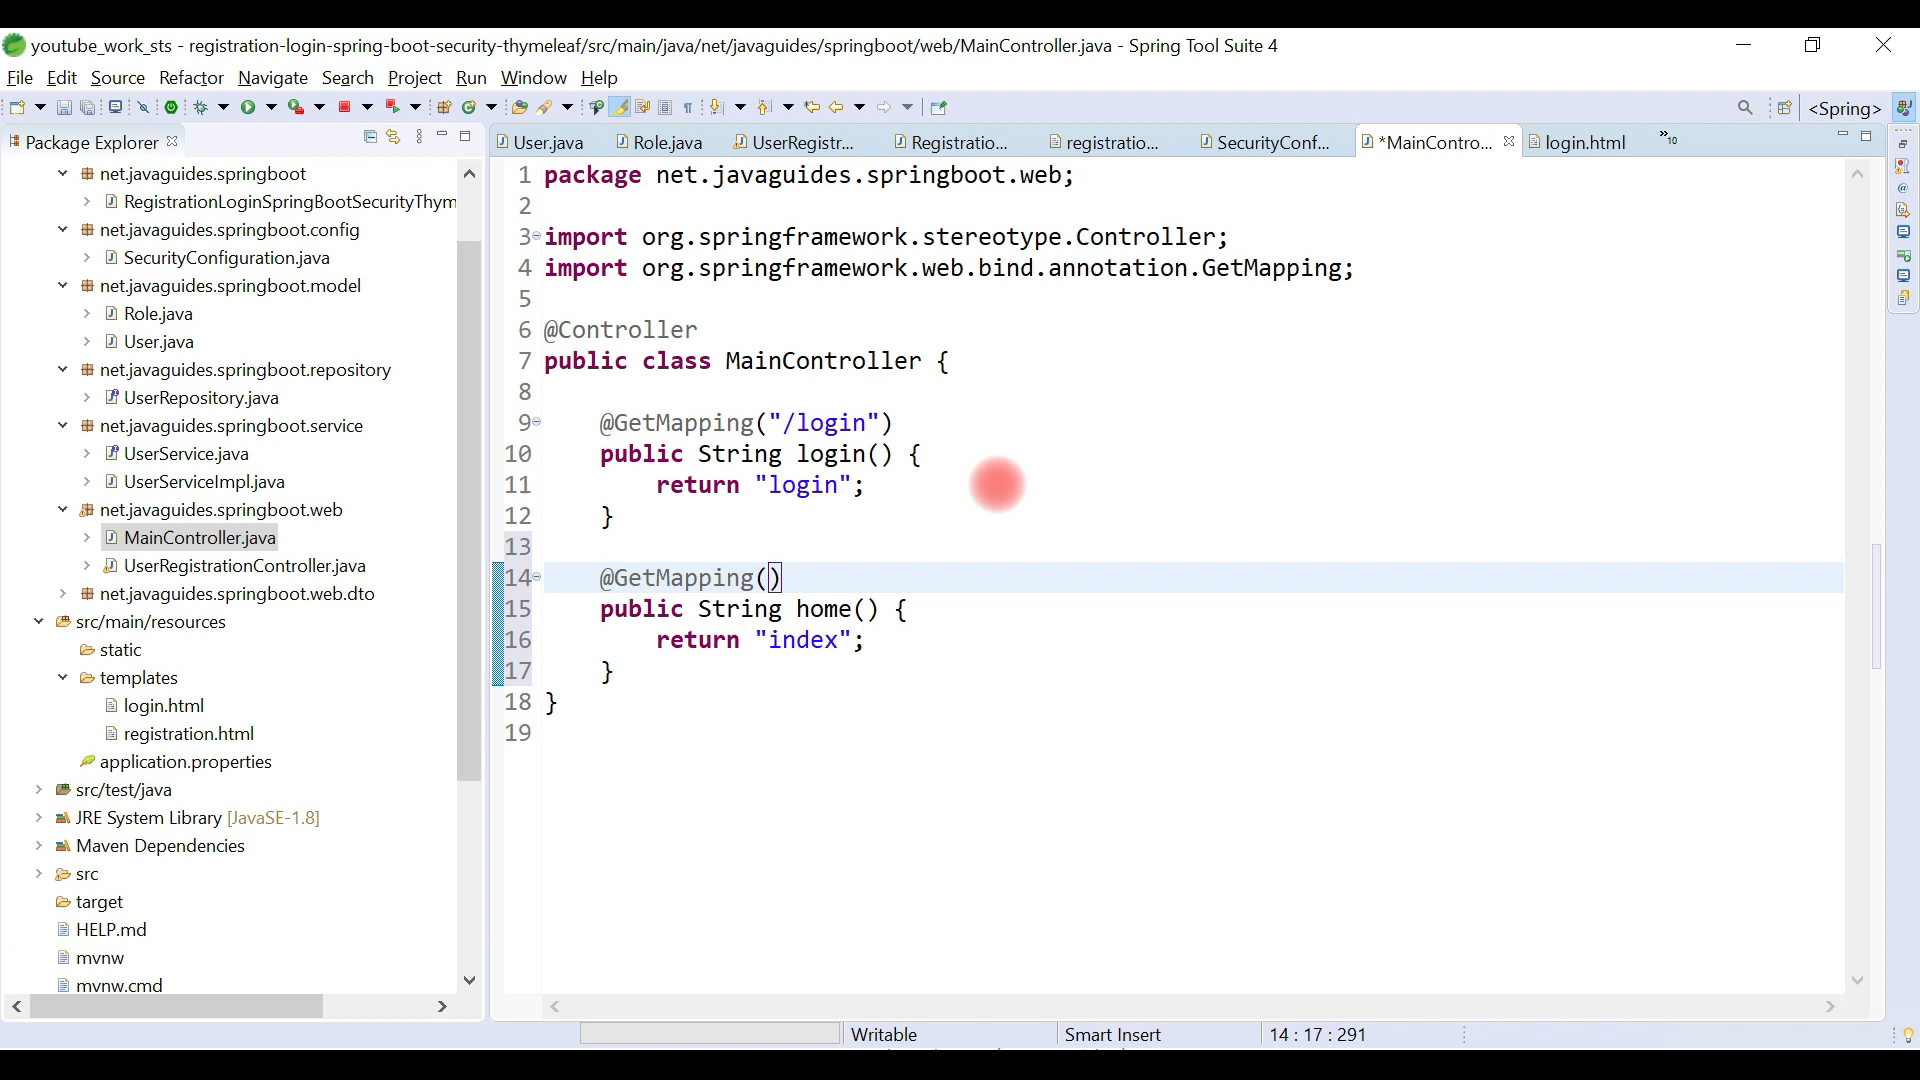 youtube_work_sts - registration-login-spring-boot-security-thymeleaf/src/main/java/net/javaguides/springboot/web/MainController.java - Spring Tool Suite 4
File Edit Source Refactor Navigate Search Project Run Window Help
<Spring>
Package Explorer
net.javaguides.springboot
RegistrationLoginSpringBootSecurityThym
net.javaguides.springboot.config
SecurityConfiguration.java
net.javaguides.springboot.model
Role.java
User.java
net.javaguides.springboot.repository
UserRepository.java
net.javaguides.springboot.service
UserService.java
UserServiceImpl.java
net.javaguides.springboot.web
MainController.java
UserRegistrationController.java
net.javaguides.springboot.web.dto
src/main/resources
static
templates
login.html
registration.html
application.properties
src/test/java
JRE System Library [JavaSE-1.8]
Maven Dependencies
src
target
HELP.md
mvnw
mvnw.cmd
User.java Role.java UserRegistr... Registratio... registratio... SecurityConf... *MainContro... login.html »10
1 package net.javaguides.springboot.web;
2
3 import org.springframework.stereotype.Controller;
4 import org.springframework.web.bind.annotation.GetMapping;
5
6 @Controller
7 public class MainController {
8
9 @GetMapping("/login")
10 public String login() {
11 return "login";
12 }
13
14 @GetMapping()
15 public String home() {
16 return "index";
17 }
18 }
19
Writable Smart Insert 14 : 17 : 291